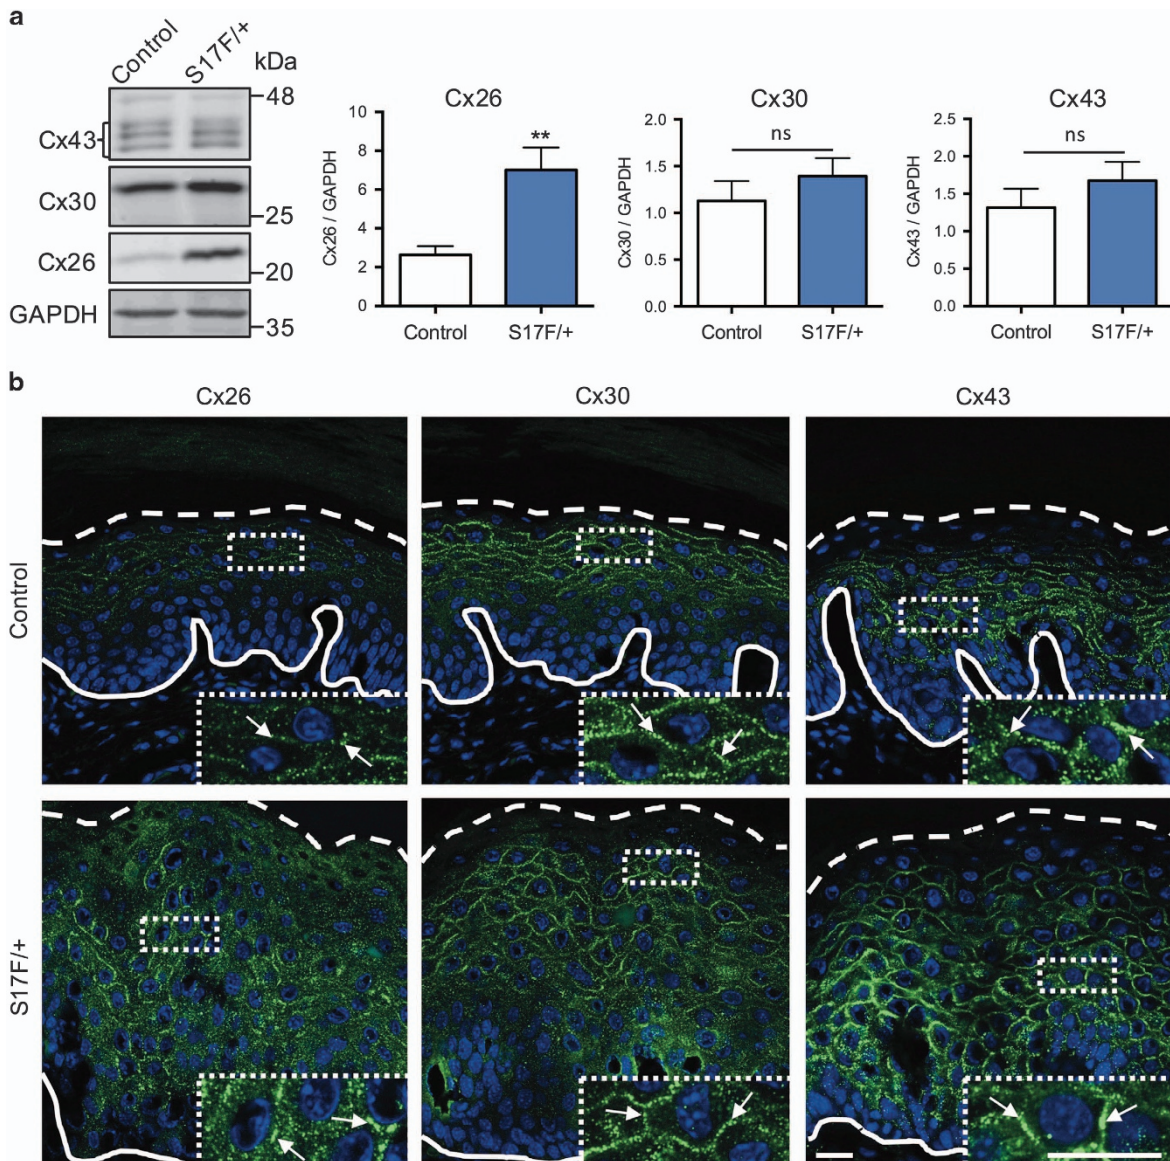 a
Control S17F/+ kDa
Cx43 48
Cx30 25
Cx26 20
GAPDH 35
Cx26
Cx26 / GAPDH
10
8
6
4
2
0
**
Control S17F/+
Cx30
Cx30 / GAPDH
2.0
1.5
1.0
0.5
0.0
ns
Control S17F/+
Cx43
Cx43 / GAPDH
2.5
2.0
1.5
1.0
0.5
0.0
ns
Control S17F/+
b
Cx26 Cx30 Cx43
Control
S17F/+